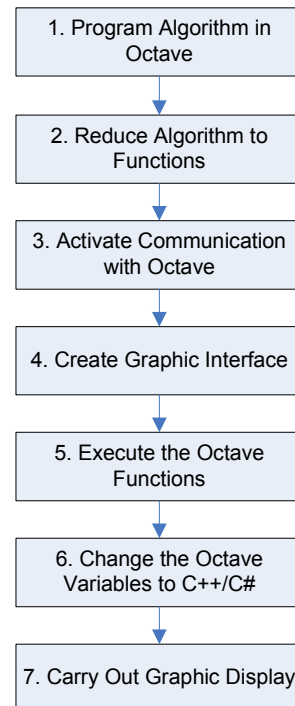 1. Program Algorithm in
Octave
2. Reduce Algorithm to
Functions
3. Activate Communication
with Octave
4. Create Graphic Interface
5. Execute the Octave
Functions
6. Change the Octave
Variables to C++/C#
7. Carry Out Graphic Display